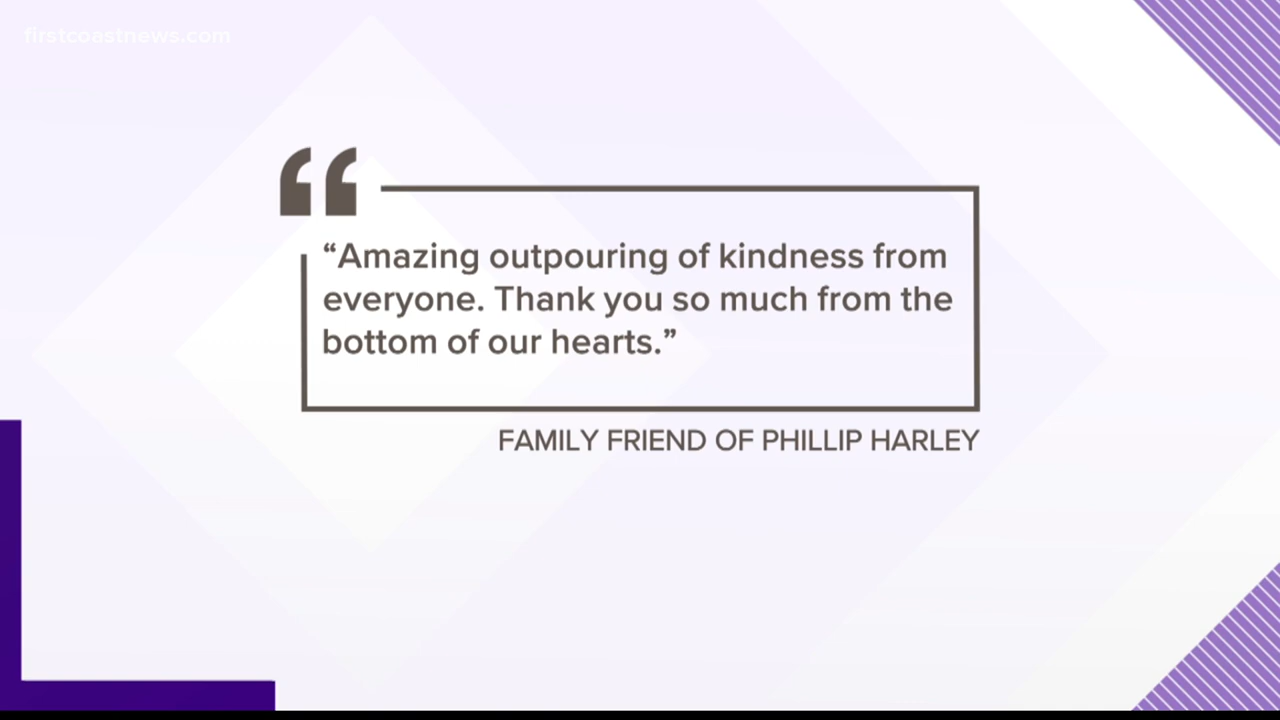 firstcoastnews.com
“Amazing outpouring of kindness from
everyone. Thank you so much from the
bottom of our hearts.”
FAMILY FRIEND OF PHILLIP HARLEY